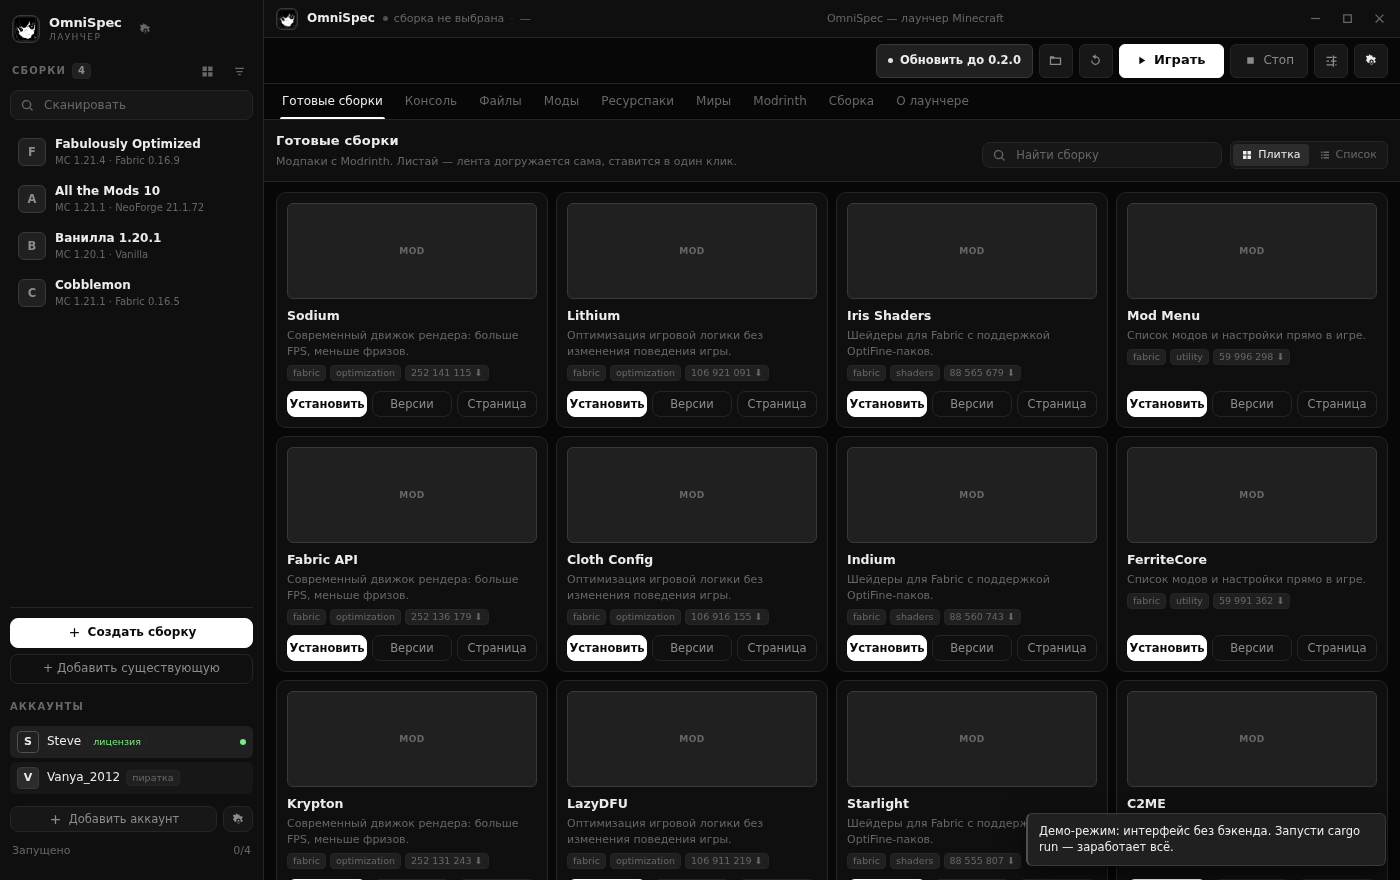 OmniSpec
ЛАУНЧЕР
СБОРКИ 4
Сканировать
F
Fabulously Optimized
MC 1.21.4 · Fabric 0.16.9
A
All the Mods 10
MC 1.21.1 · NeoForge 21.1.72
В
Ванилла 1.20.1
MC 1.20.1 · Vanilla
C
Cobblemon
MC 1.21.1 · Fabric 0.16.5
+ Создать сборку
+ Добавить существующую
АККАУНТЫ
S Steve лицензия
V Vanya_2012 пиратка
+ Добавить аккаунт
Запущено 0/4
OmniSpec • сборка не выбрана · —
OmniSpec — лаунчер Minecraft
• Обновить до 0.2.0
Играть
Стоп
Готовые сборки Консоль Файлы Моды Ресурспаки Миры Modrinth Сборка О лаунчере
Готовые сборки
Модпаки с Modrinth. Листай — лента догружается сама, ставится в один клик.
Найти сборку
Плитка Список
MOD
Sodium
Современный движок рендера: больше
FPS, меньше фризов.
fabric optimization 252 141 115 ⬇
Установить Версии Страница
MOD
Lithium
Оптимизация игровой логики без
изменения поведения игры.
fabric optimization 106 921 091 ⬇
Установить Версии Страница
MOD
Iris Shaders
Шейдеры для Fabric с поддержкой
OptiFine-паков.
fabric shaders 88 565 679 ⬇
Установить Версии Страница
MOD
Mod Menu
Список модов и настройки прямо в игре.
fabric utility 59 996 298 ⬇
Установить Версии Страница
MOD
Fabric API
Современный движок рендера: больше
FPS, меньше фризов.
fabric optimization 252 136 179 ⬇
Установить Версии Страница
MOD
Cloth Config
Оптимизация игровой логики без
изменения поведения игры.
fabric optimization 106 916 155 ⬇
Установить Версии Страница
MOD
Indium
Шейдеры для Fabric с поддержкой
OptiFine-паков.
fabric shaders 88 560 743 ⬇
Установить Версии Страница
MOD
FerriteCore
Список модов и настройки прямо в игре.
fabric utility 59 991 362 ⬇
Установить Версии Страница
MOD
Krypton
Современный движок рендера: больше
FPS, меньше фризов.
fabric optimization 252 131 243 ⬇
MOD
LazyDFU
Оптимизация игровой логики без
изменения поведения игры.
fabric optimization 106 911 219 ⬇
MOD
Starlight
Шейдеры для Fabric с
OptiFine-паков.
fabric shaders 88 555 807 ⬇
MOD
C2ME
Демо-режим: интерфейс без бэкенда. Запусти cargo
run — заработает всё.